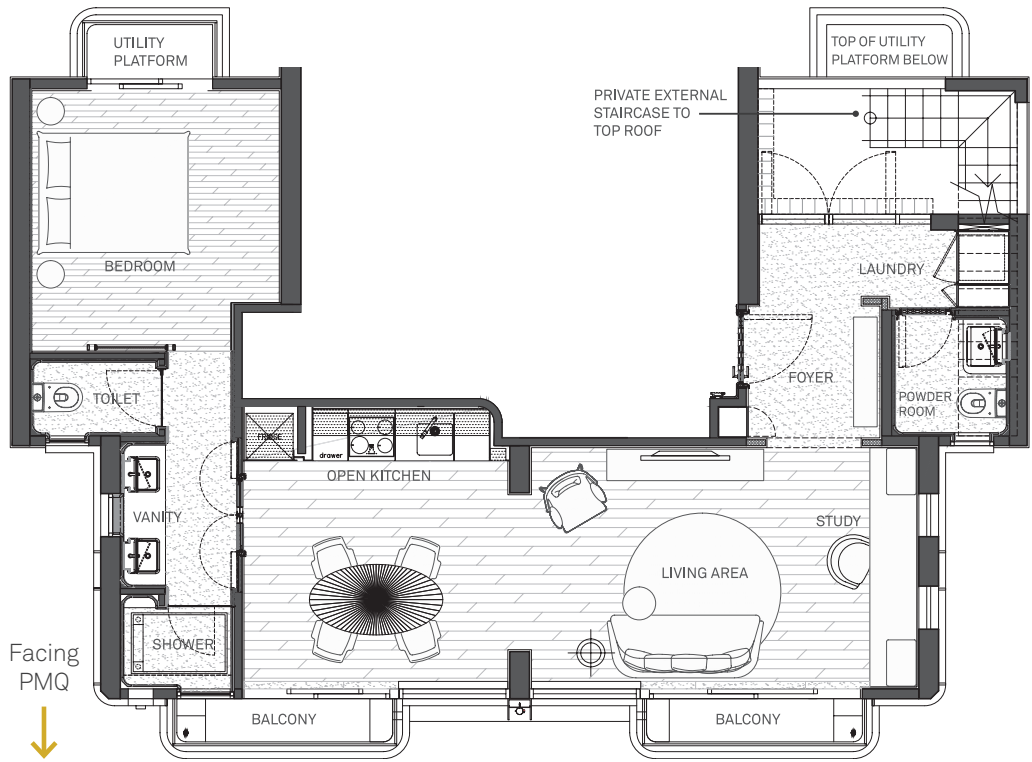 UTILITY
PLATFORM
TOP OF UTILITY
PLATFORM BELOW
PRIVATE EXTERNAL
STAIRCASE TO
TOP ROOF
BEDROOM
LAUNDRY
TOILET
FOYER
POWDER
ROOM
FRIDGE
drawer
OPEN KITCHEN
VANITY
STUDY
LIVING AREA
SHOWER
Facing
PMQ
BALCONY
BALCONY